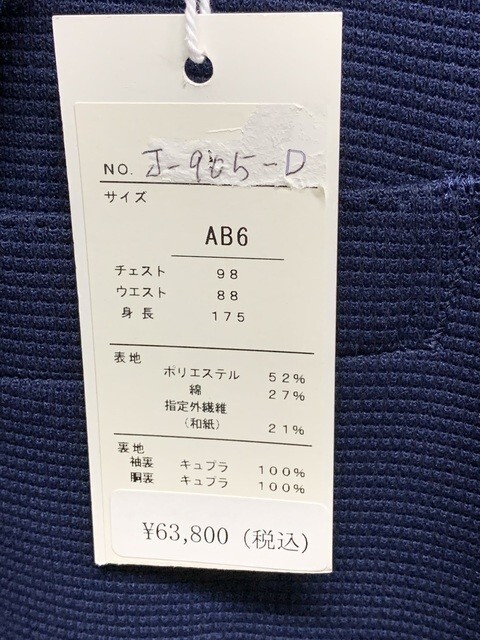 NO. J-965-D
サイズ
AB6
チェスト 98
ウエスト 88
身長 175
表地
ポリエステル 52%
綿 27%
指定外繊維
(和紙) 21%
裏地
袖裏 キュプラ 100%
胴裏 キュプラ 100%
¥63,800 (税込)